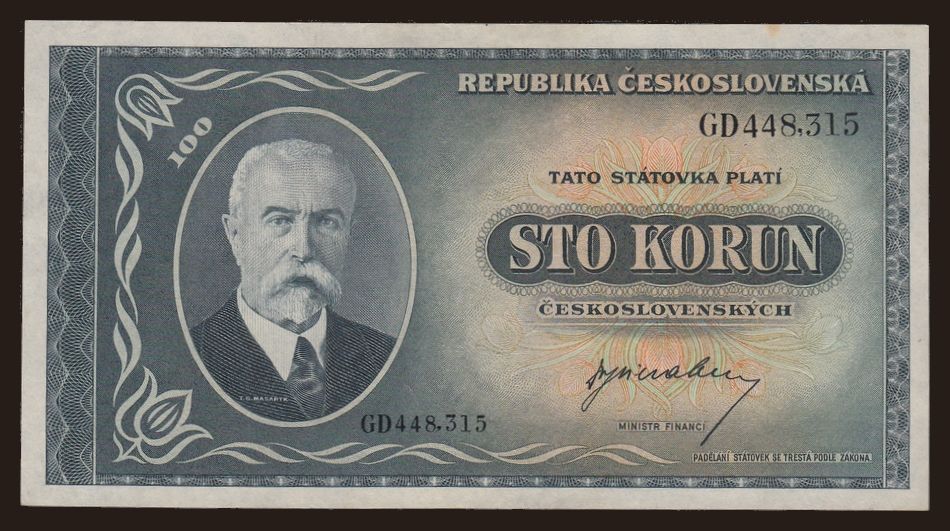 REPUBLIKA ČESKOSLOVENSKÁ
GD448,315
100
TATO STÁTOVKA PLATÍ
STO KORUN
ČESKOSLOVENSKÝCH
T.G. MASARYK
GD448,315
MINISTR FINANCÍ
PADĚLÁNÍ STÁTOVEK SE TRESTÁ PODLE ZÁKONA.